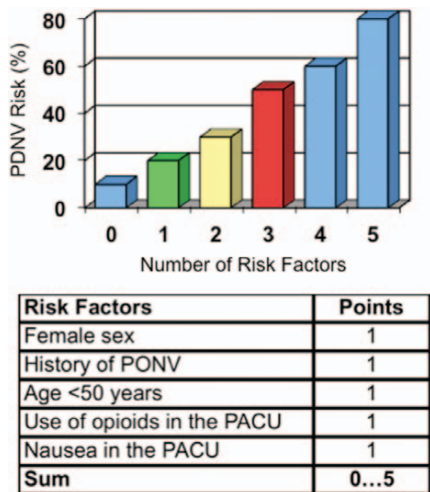 PDNV Risk (%)
80
60
40
20
0
0 1 2 3 4 5
Number of Risk Factors
Risk Factors Points
Female sex 1
History of PONV 1
Age <50 years 1
Use of opioids in the PACU 1
Nausea in the PACU 1
Sum 0...5